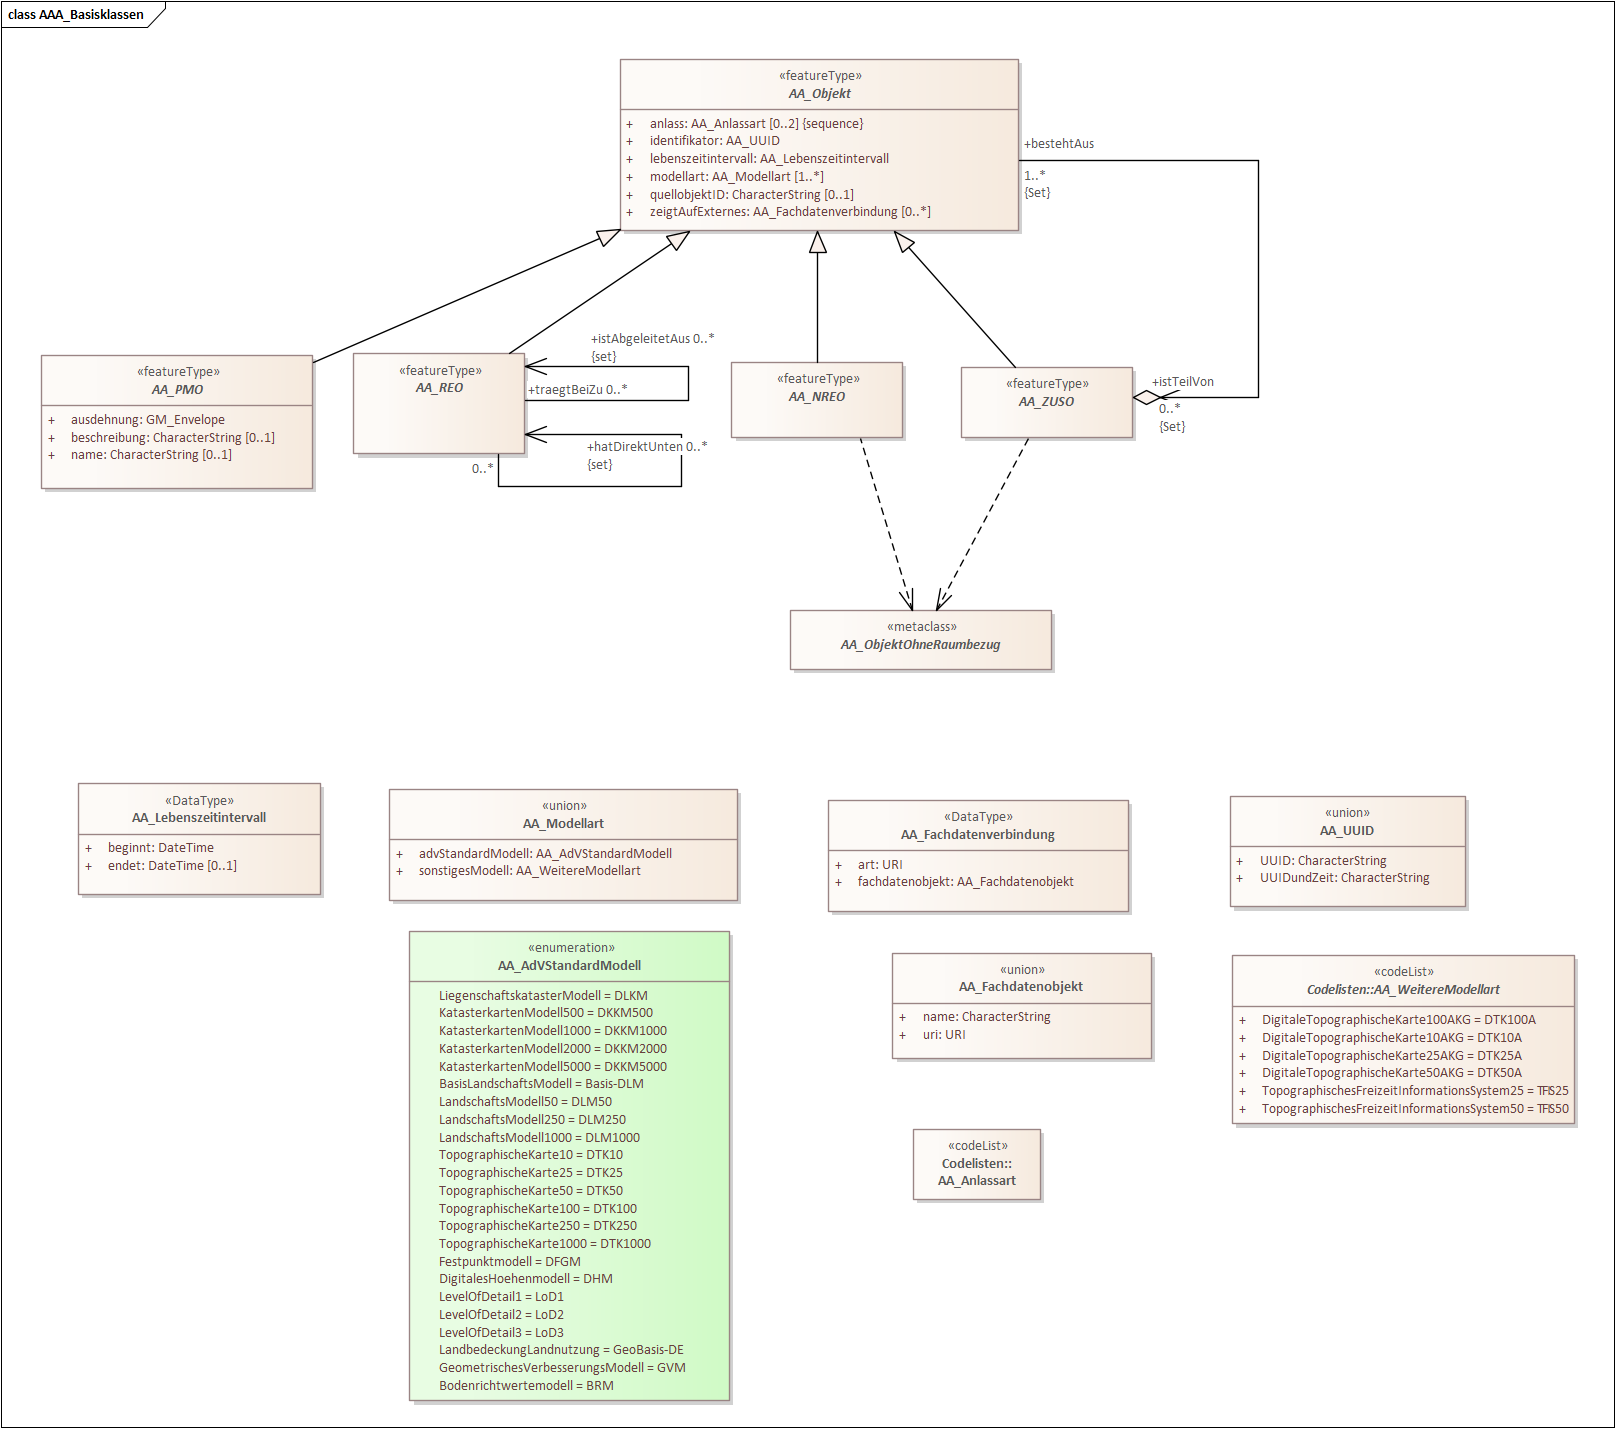 class AAA_Basisklassen
«featureType»
AA_Objekt
+ anlass: AA_Anlassart [0..2] {sequence}
+ identifikator: AA_UUID
+ lebenszeitintervall: AA_Lebenszeitintervall
+ modellart: AA_Modellart [1..*]
+ quellobjektID: CharacterString [0..1]
+ zeigtAufExternes: AA_Fachdatenverbindung [0..*]
+bestehtAus
1..*
{Set}
«featureType»
AA_PMO
+ ausdehnung: GM_Envelope
+ beschreibung: CharacterString [0..1]
+ name: CharacterString [0..1]
«featureType»
AA_REO
+istAbgeleitetAus 0..*
{set}
+traegtBeiZu 0..*
+hatDirektUnten 0..*
{set}
0..*
«featureType»
AA_NREO
«featureType»
AA_ZUSO
+istTeilVon
0..*
{Set}
«metaclass»
AA_ObjektOhneRaumbezug
«DataType»
AA_Lebenszeitintervall
+ beginnt: DateTime
+ endet: DateTime [0..1]
«union»
AA_Modellart
+ advStandardModell: AA_AdVStandardModell
+ sonstigesModell: AA_WeitereModellart
«DataType»
AA_Fachdatenverbindung
+ art: URI
+ fachdatenobjekt: AA_Fachdatenobjekt
«union»
AA_UUID
+ UUID: CharacterString
+ UUIDundZeit: CharacterString
«enumeration»
AA_AdVStandardModell
LiegenschaftskatasterModell = DLKM
KatasterkartenModell500 = DKKM500
KatasterkartenModell1000 = DKKM1000
KatasterkartenModell2000 = DKKM2000
KatasterkartenModell5000 = DKKM5000
BasisLandschaftsModell = Basis-DLM
LandschaftsModell50 = DLM50
LandschaftsModell250 = DLM250
LandschaftsModell1000 = DLM1000
TopographischeKarte10 = DTK10
TopographischeKarte25 = DTK25
TopographischeKarte50 = DTK50
TopographischeKarte100 = DTK100
TopographischeKarte250 = DTK250
TopographischeKarte1000 = DTK1000
Festpunktmodell = DFGM
DigitalesHoehenmodell = DHM
LevelOfDetail1 = LoD1
LevelOfDetail2 = LoD2
LevelOfDetail3 = LoD3
LandbedeckungLandnutzung = GeoBasis-DE
GeometrischesVerbesserungsModell = GVM
Bodenrichtwertemodell = BRM
«union»
AA_Fachdatenobjekt
+ name: CharacterString
+ uri: URI
«codeList»
Codelisten::AA_WeitereModellart
+ DigitaleTopographischeKarte100AKG = DTK100A
+ DigitaleTopographischeKarte10AKG = DTK10A
+ DigitaleTopographischeKarte25AKG = DTK25A
+ DigitaleTopographischeKarte50AKG = DTK50A
+ TopographischesFreizeitInformationsSystem25 = TFIS25
+ TopographischesFreizeitInformationsSystem50 = TFIS50
«codeList»
Codelisten::
AA_Anlassart